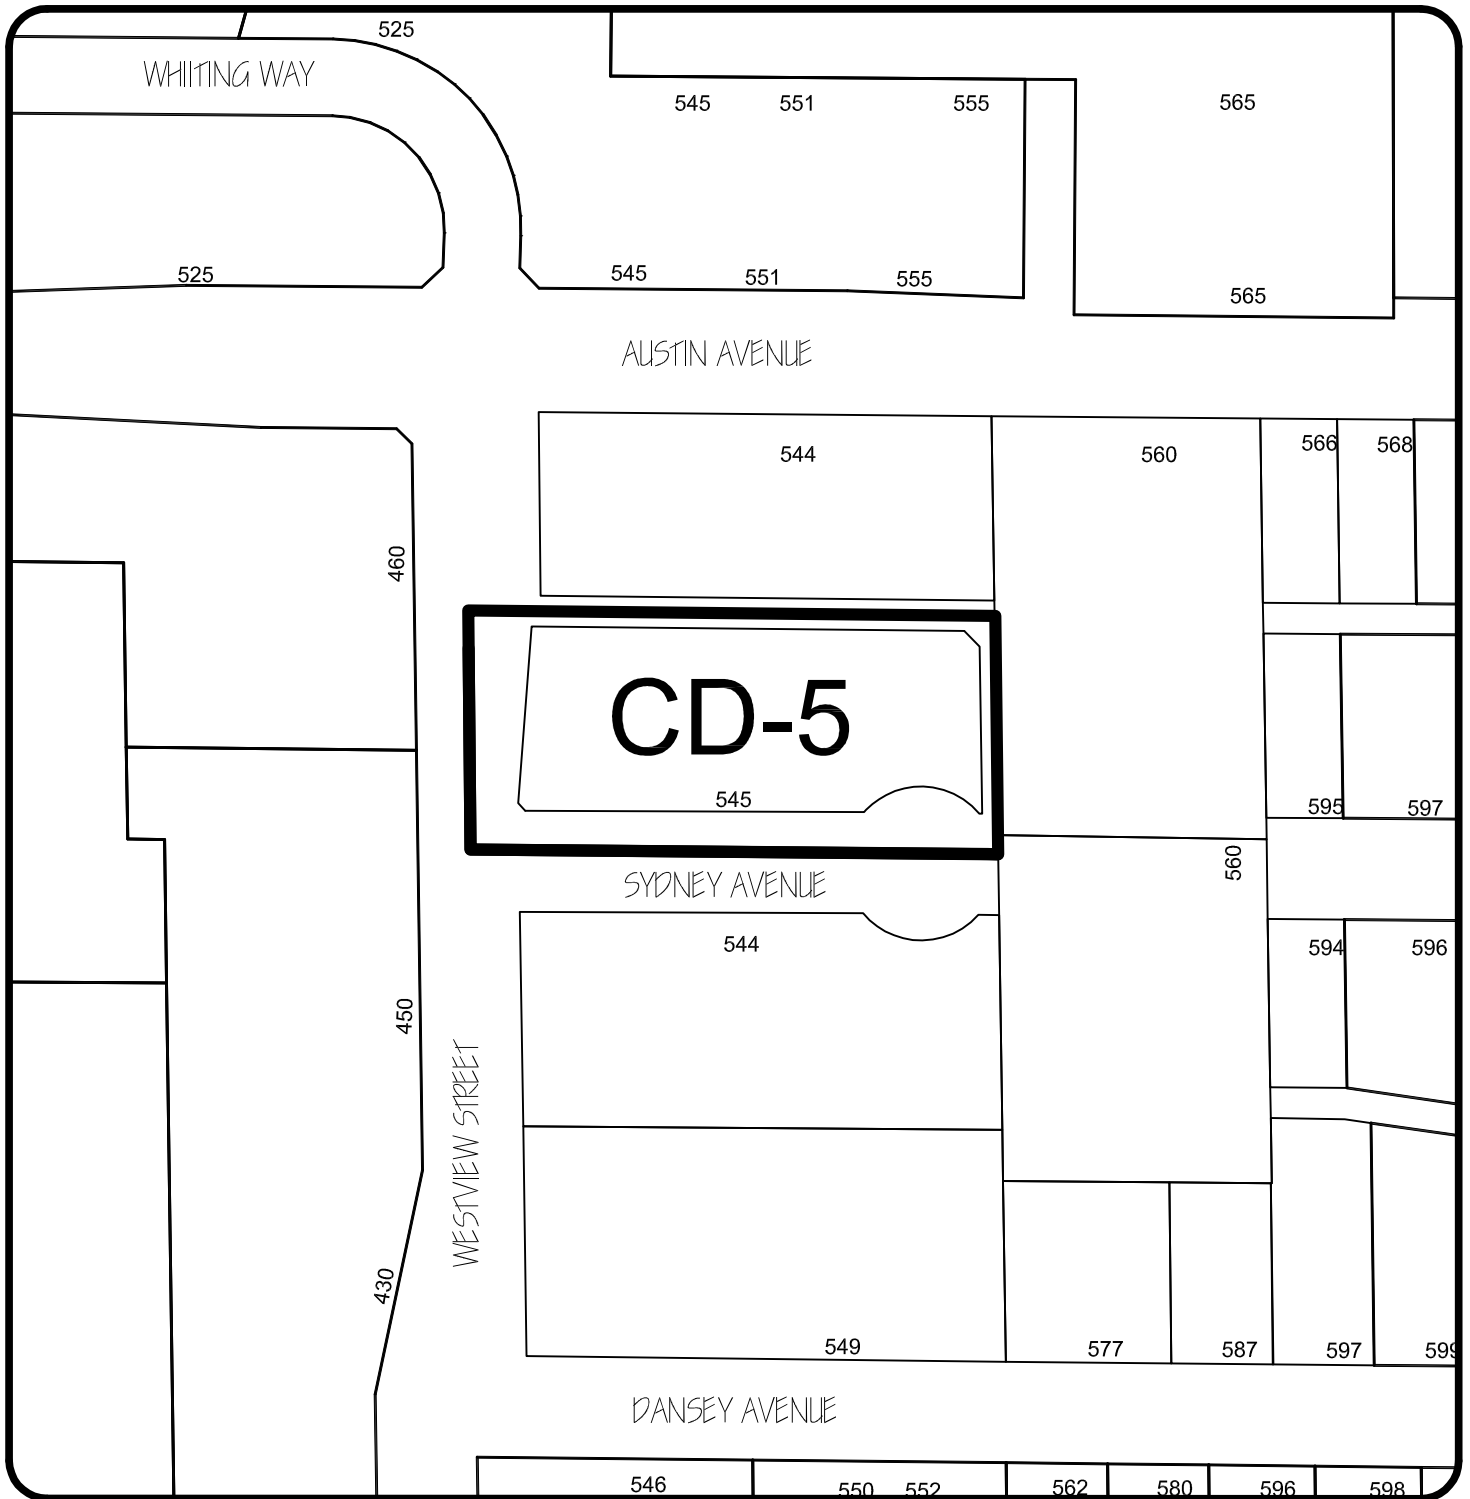 525
WHIITING WAY
545 551 555 565
525 545 551 555 565
AUSTIN AVENUE
544 560 566 568
460
CD-5
545 595 597
560
SYDNEY AVENUE
544 594 596
450
WESTVIEW STREET
430
549 577 587 597 599
DANSEY AVENUE
546 550 552 562 580 596 598